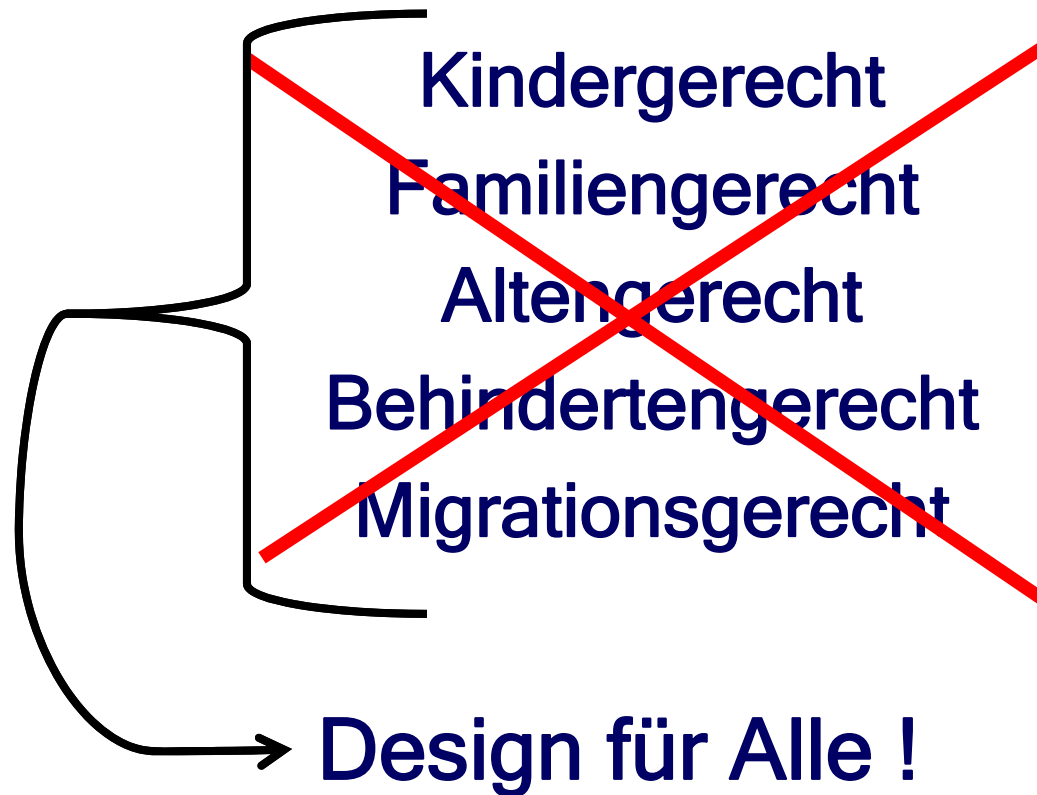 Kindergerecht
Familiengerecht
Altengerecht
Behindertengerecht
Migrationsgerecht
Design für Alle !